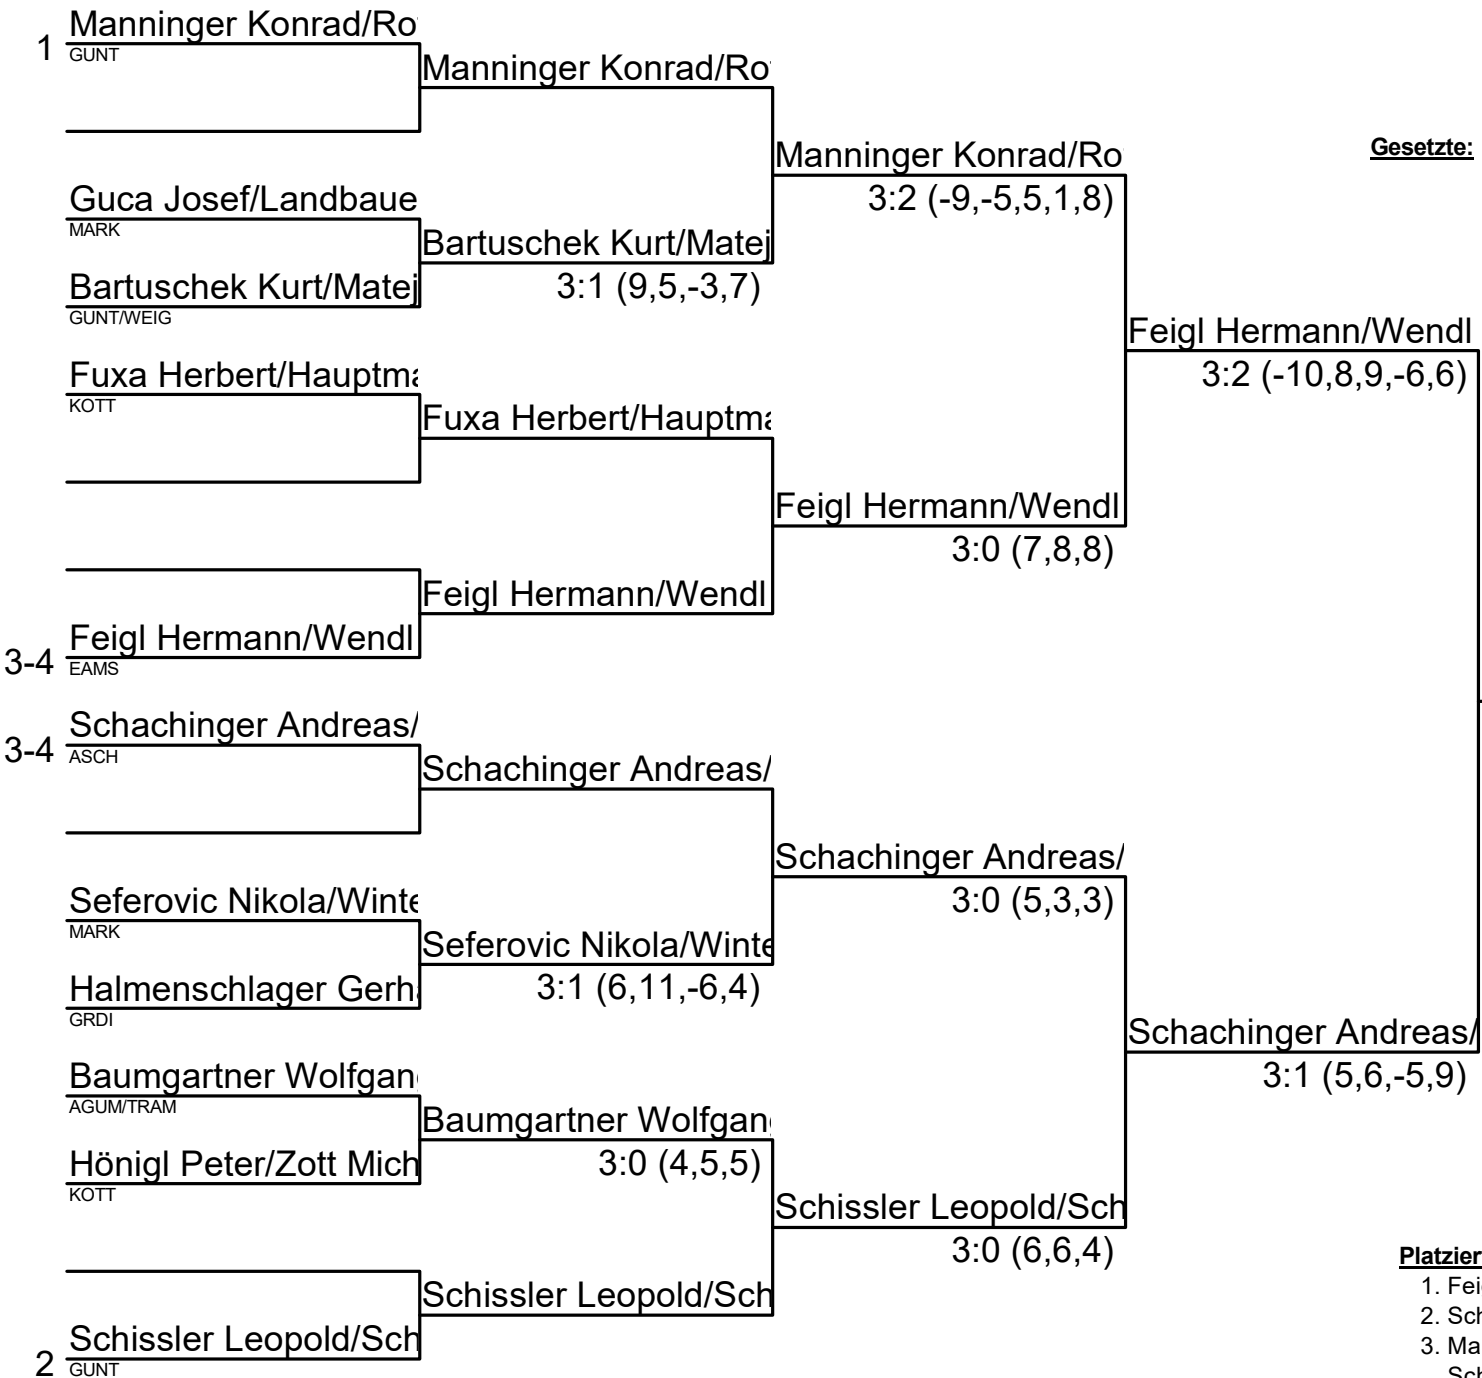 Manninger Konrad/Ro
1
GUNT
Manninger Konrad/Ro
Gesetzte:
Manninger Konrad/Ro
3:2 (-9,-5,5,1,8)
Guca Josef/Landbaue
MARK
Bartuschek Kurt/Matej
3:1 (9,5,-3,7)
Bartuschek Kurt/Matej
GUNT/WEIG
Feigl Hermann/Wendl
3:2 (-10,8,9,-6,6)
Fuxa Herbert/Hauptma
KOTT
Fuxa Herbert/Hauptma
Feigl Hermann/Wendl
3:0 (7,8,8)
Feigl Hermann/Wendl
Feigl Hermann/Wendl
3-4
EAMS
Schachinger Andreas/
3-4
ASCH
Schachinger Andreas/
Schachinger Andreas/
3:0 (5,3,3)
Seferovic Nikola/Winte
MARK
Seferovic Nikola/Winte
3:1 (6,11,-6,4)
Halmenschlager Gerha
GRDI
Schachinger Andreas/
3:1 (5,6,-5,9)
Baumgartner Wolfgan
AGUM/TRAM
Baumgartner Wolfgan
3:0 (4,5,5)
Hönigl Peter/Zott Mich
KOTT
Schissler Leopold/Sch
3:0 (6,6,4)
Schissler Leopold/Sch
Schissler Leopold/Sch
2
GUNT
Platzier
1. Fei
2. Sch
3. Ma
Sch